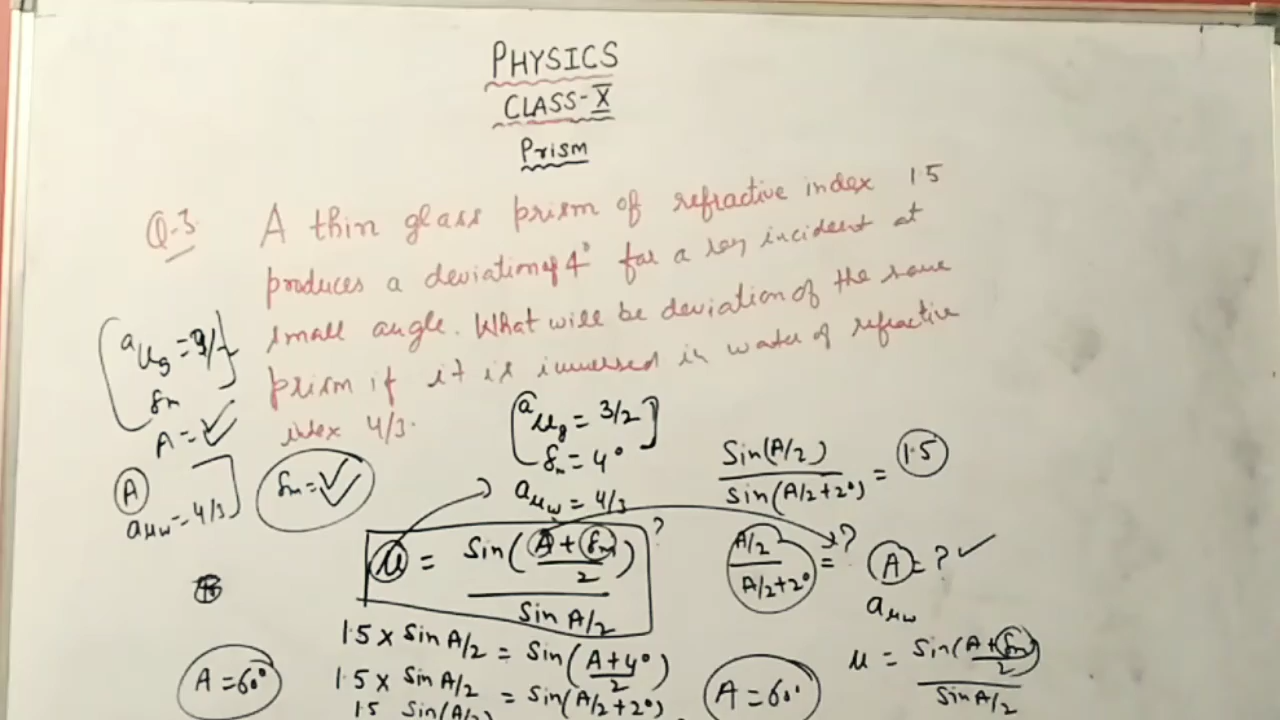 PHYSICS
CLASS-X
Prism
Q.3. A thin glass prism of refractive index 1.5
produces a deviation of 4° for a ray incident at
small angle. What will be deviation of the same
prism if it is immersed in water of refractive
index 4/3.
aμg = 3/
δm
A = ✓
A
aμw = 4/3
δm = ✓
aμg = 3/2
δm = 4°
aμw = 4/3
Sin(A/2) / Sin(A/2+2°) = 1.5
μ = Sin(A+δm / 2) / Sin A/2 ?
A/2 / A/2+2° = ?
A = ? ✓
aμw
1.5 x Sin A/2 = Sin(A+4° / 2)
1.5 x Sin A/2 = Sin(A/2+2°)
1.5 Sin(A/2)
A = 60°
A = 60°
μ = Sin(A+δm / 2) / Sin A/2